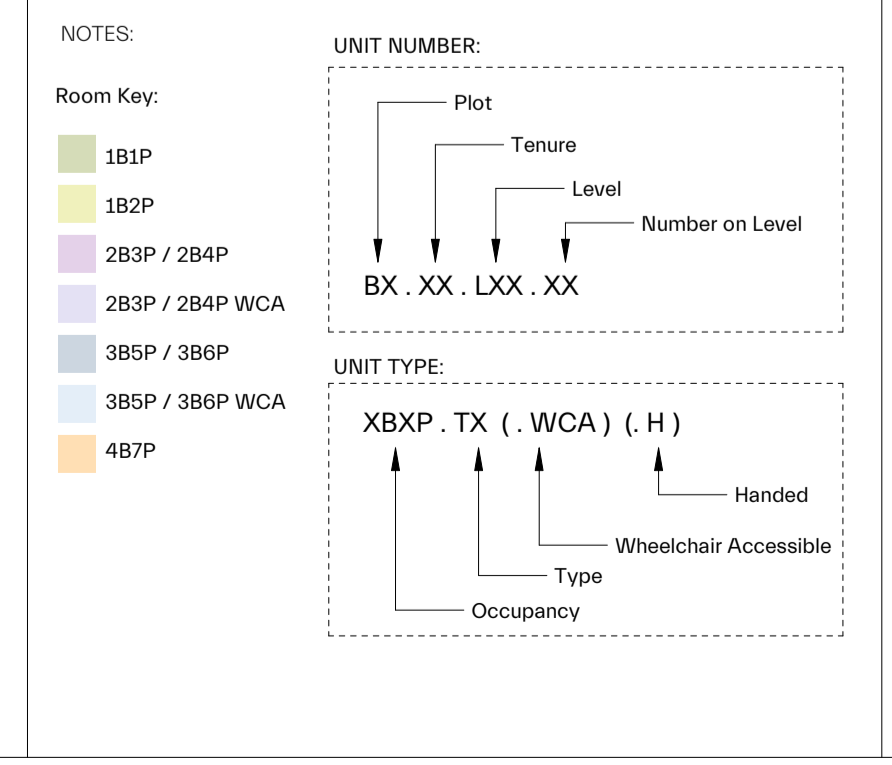 NOTES:
Room Key:
1B1P
1B2P
2B3P / 2B4P
2B3P / 2B4P WCA
3B5P / 3B6P
3B5P / 3B6P WCA
4B7P
UNIT NUMBER:
Plot
Tenure
Level
Number on Level
BX . XX . LXX . XX
UNIT TYPE:
XBXP . TX ( . WCA ) (. H )
Handed
Wheelchair Accessible
Type
Occupancy